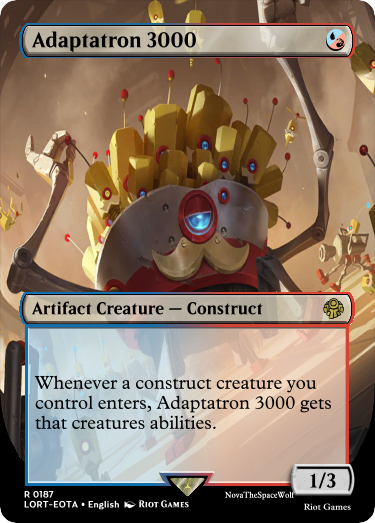 Adaptatron 3000
Artifact Creature — Construct
Whenever a construct creature you
control enters, Adaptatron 3000 gets
that creatures abilities.
1/3
R 0187
LORT-EOTA • English Riot Games
NovaTheSpaceWolf
Riot Games